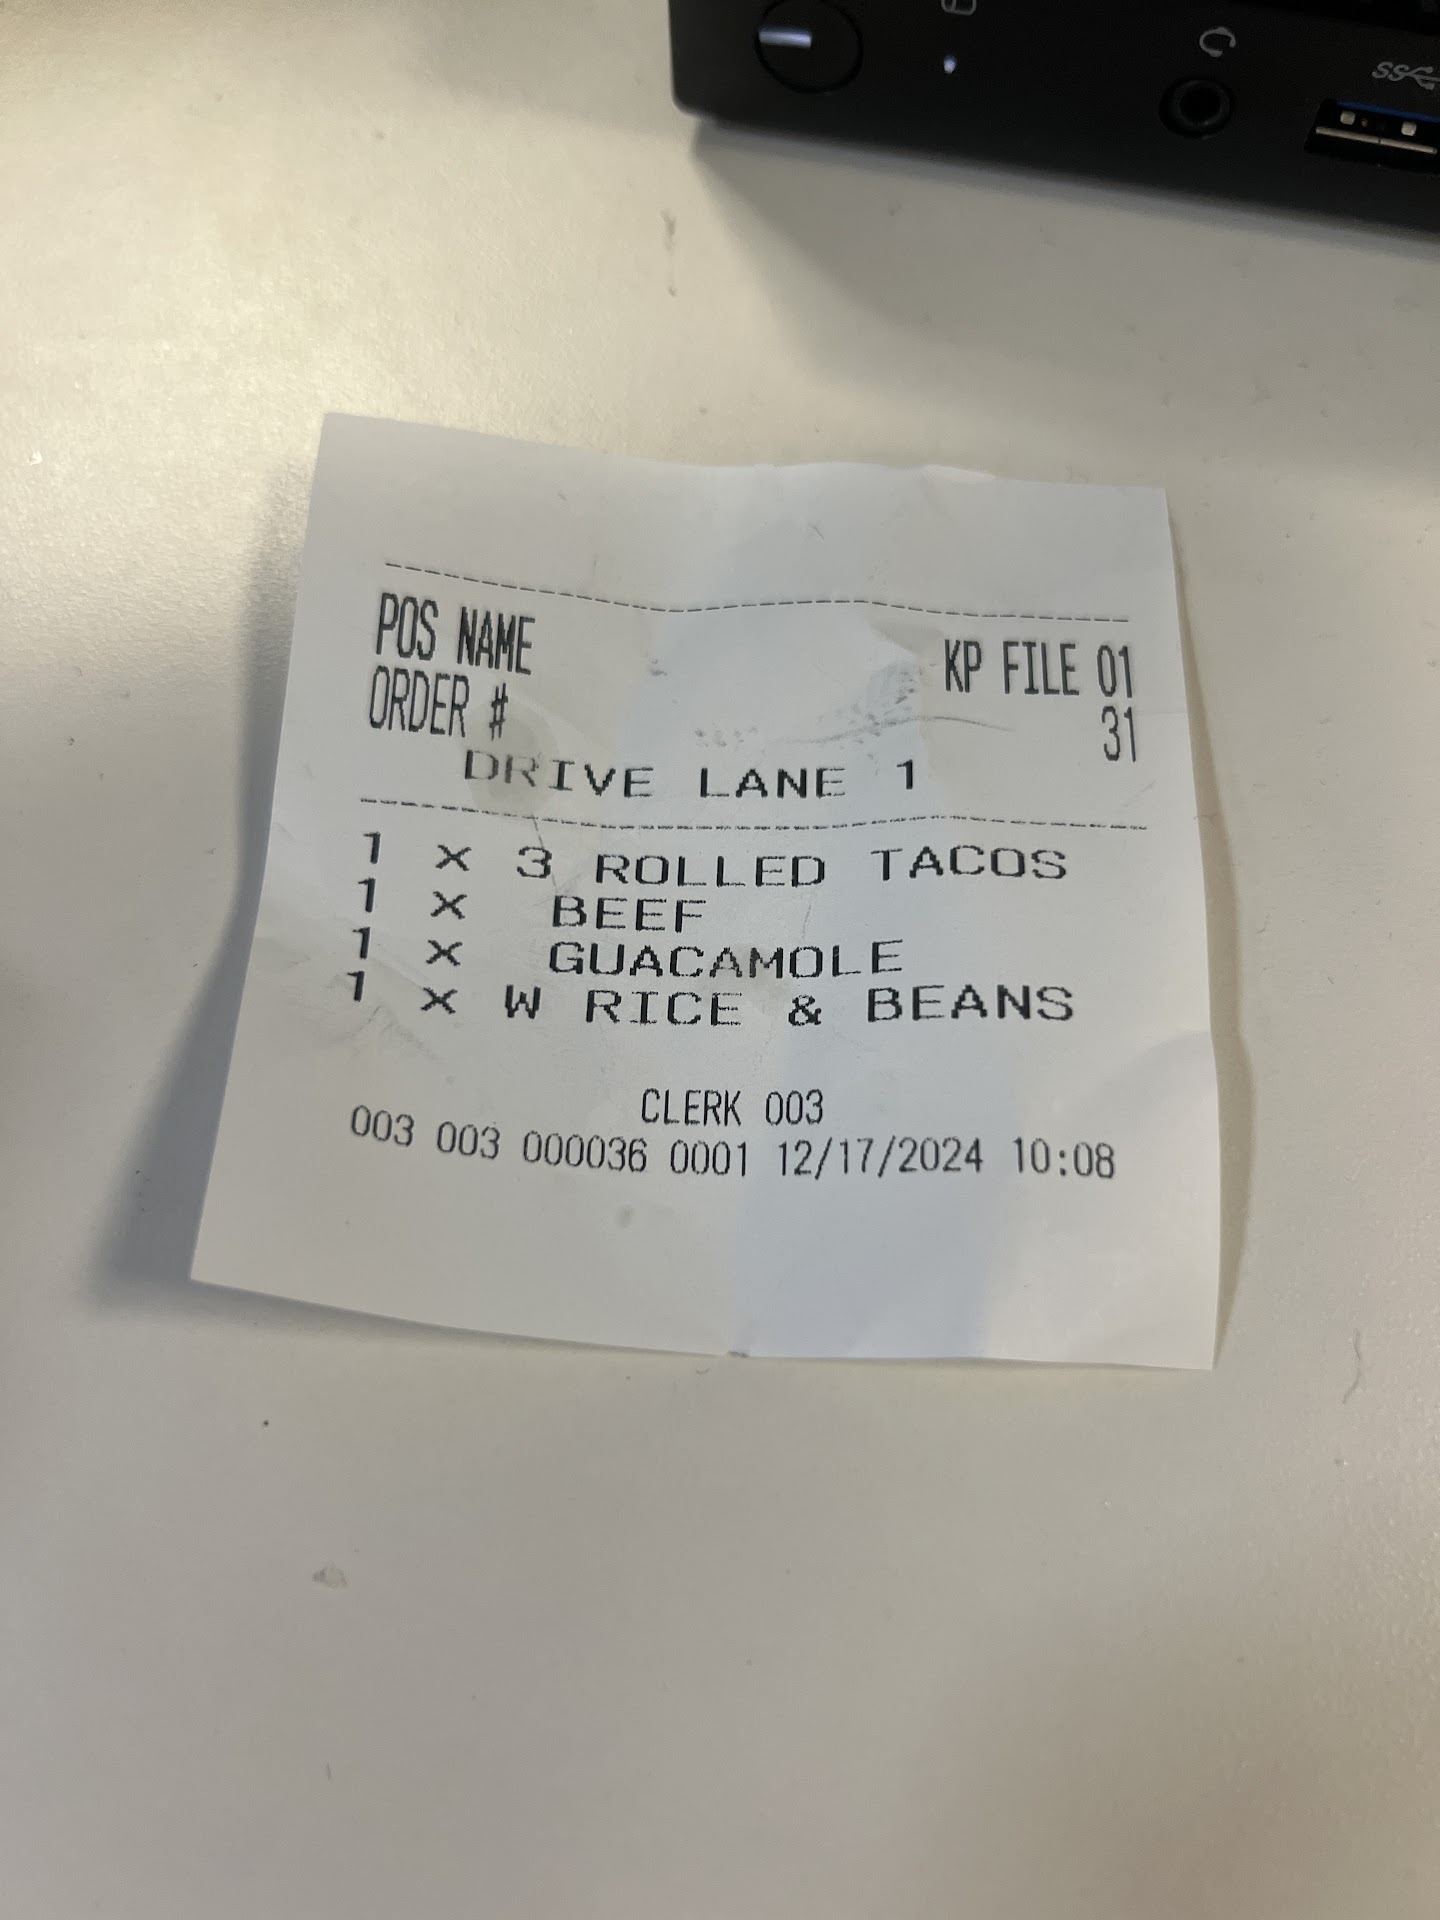 SS
POS NAME KP FILE 01
ORDER # 31
DRIVE LANE 1
1 X 3 ROLLED TACOS
1 X BEEF
1 X GUACAMOLE
1 X W RICE & BEANS
CLERK 003
003 003 000036 0001 12/17/2024 10:08